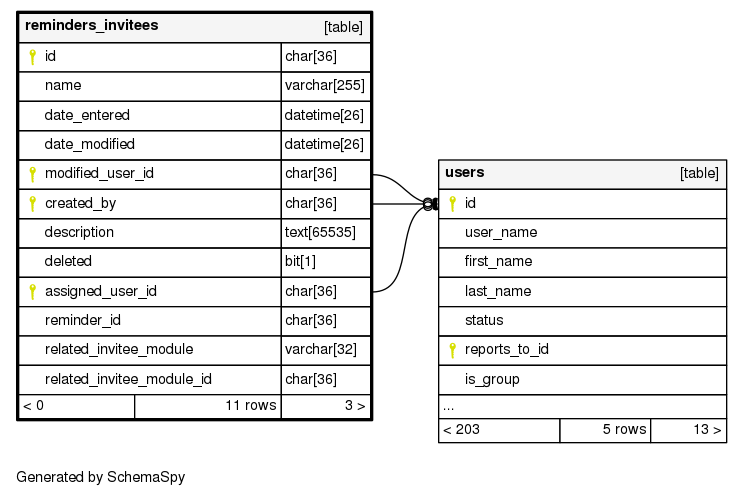 reminders_invitees [table]
id char[36]
name varchar[255]
date_entered datetime[26]
date_modified datetime[26]
modified_user_id char[36]
created_by char[36]
description text[65535]
deleted bit[1]
assigned_user_id char[36]
reminder_id char[36]
related_invitee_module varchar[32]
related_invitee_module_id char[36]
< 0 11 rows 3 >
users [table]
id
user_name
first_name
last_name
status
reports_to_id
is_group
...
< 203 5 rows 13 >
Generated by SchemaSpy